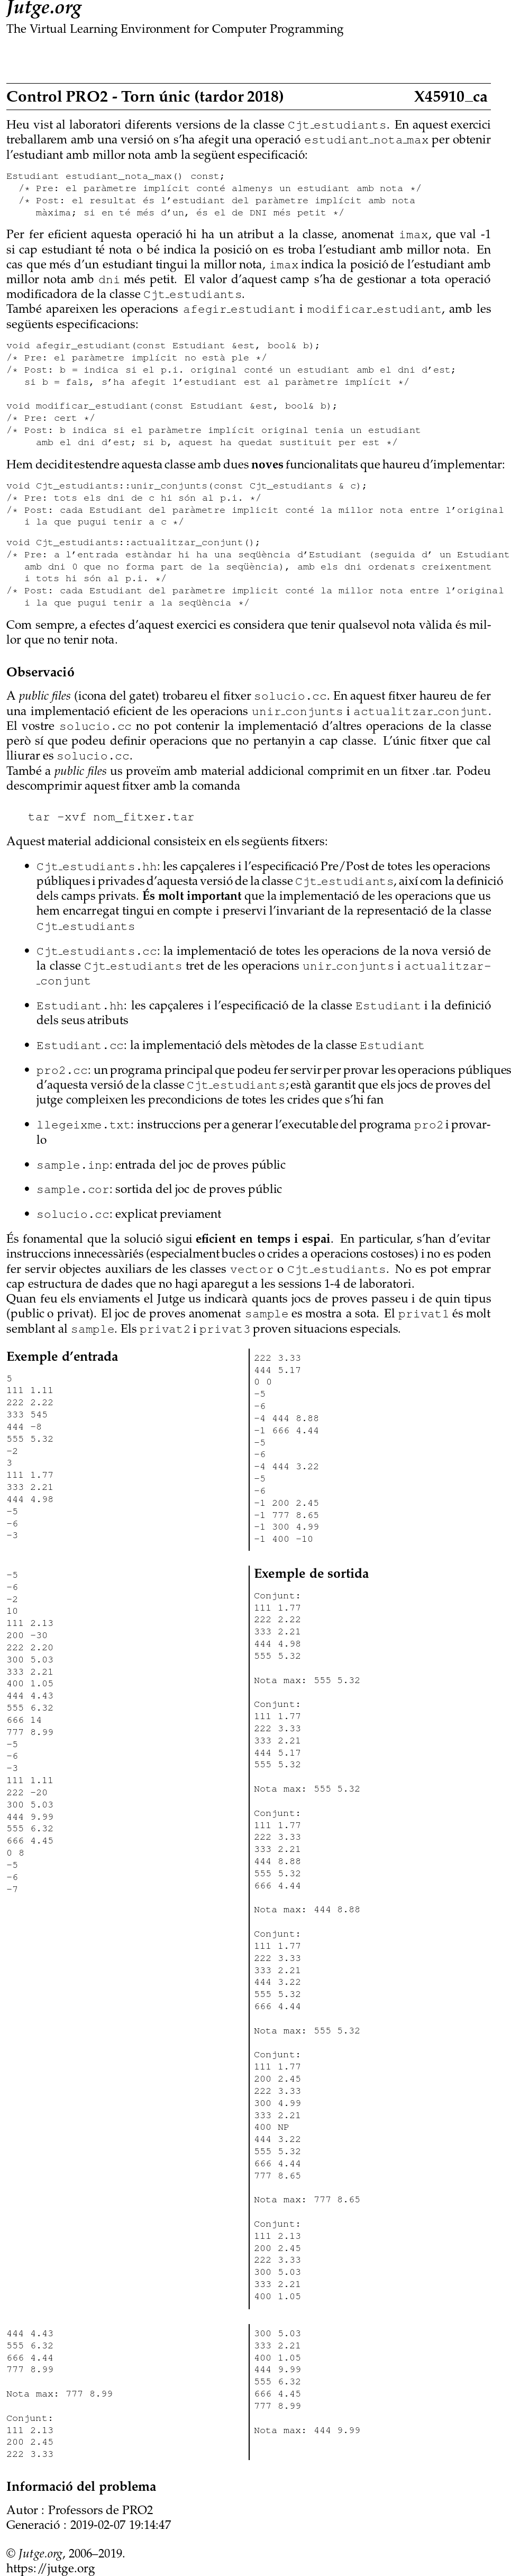 Jutge.org
The Virtual Learning Environment for Computer Programming
Control PRO2 - Torn únic (tardor 2018) X45910_ca
Heu vist al laboratori diferents versions de la classe Cjt_estudiants. En aquest exercici
treballarem amb una versió on s'ha afegit una operació estudiant_nota_max per obtenir
l'estudiant amb millor nota amb la següent especificació:
Estudiant estudiant_nota_max() const;
/* Pre: el paràmetre implícit conté almenys un estudiant amb nota */
/* Post: el resultat és l'estudiant del paràmetre implícit amb nota
màxima; si en té més d'un, és el de DNI més petit */
Per fer eficient aquesta operació hi ha un atribut a la classe, anomenat imax, que val -1
si cap estudiant té nota o bé indica la posició on es troba l'estudiant amb millor nota. En
cas que més d'un estudiant tingui la millor nota, imax indica la posició de l'estudiant amb
millor nota amb dni més petit. El valor d'aquest camp s'ha de gestionar a tota operació
modificadora de la classe Cjt_estudiants.
També apareixen les operacions afegir_estudiant i modificar_estudiant, amb les
següents especificacions:
void afegir_estudiant(const Estudiant &est, bool& b);
/* Pre: el paràmetre implícit no està ple */
/* Post: b = indica si el p.i. original conté un estudiant amb el dni d'est;
si b = fals, s'ha afegit l'estudiant est al paràmetre implícit */
void modificar_estudiant(const Estudiant &est, bool& b);
/* Pre: cert */
/* Post: b indica si el paràmetre implícit original tenia un estudiant
amb el dni d'est; si b, aquest ha quedat sustituit per est */
Hem decidit estendre aquesta classe amb dues noves funcionalitats que haureu d'implementar:
void Cjt_estudiants::unir_conjunts(const Cjt_estudiants & c);
/* Pre: tots els dni de c hi són al p.i. */
/* Post: cada Estudiant del paràmetre implicit conté la millor nota entre l'original
i la que pugui tenir a c */
void Cjt_estudiants::actualitzar_conjunt();
/* Pre: a l'entrada estàndar hi ha una seqüència d'Estudiant (seguida d' un Estudiant
amb dni 0 que no forma part de la seqüència), amb els dni ordenats creixentment
i tots hi són al p.i. */
/* Post: cada Estudiant del paràmetre implicit conté la millor nota entre l'original
i la que pugui tenir a la seqüència */
Com sempre, a efectes d'aquest exercici es considera que tenir qualsevol nota vàlida és mil-
lor que no tenir nota.
Observació
A public files (icona del gatet) trobareu el fitxer solucio.cc. En aquest fitxer haureu de fer
una implementació eficient de les operacions unir_conjunts i actualitzar_conjunt.
El vostre solucio.cc no pot contenir la implementació d'altres operacions de la classe
però sí que podeu definir operacions que no pertanyin a cap classe. L'únic fitxer que cal
lliurar es solucio.cc.
També a public files us proveïm amb material addicional comprimit en un fitxer .tar. Podeu
descomprimir aquest fitxer amb la comanda
tar -xvf nom_fitxer.tar
Aquest material addicional consisteix en els següents fitxers:
• Cjt_estudiants.hh: les capçaleres i l'especificació Pre/Post de totes les operacions
públiques i privades d'aquesta versió de la classe Cjt_estudiants, així com la definició
dels camps privats. És molt important que la implementació de les operacions que us
hem encarregat tingui en compte i preservi l'invariant de la representació de la classe
Cjt_estudiants
• Cjt_estudiants.cc: la implementació de totes les operacions de la nova versió de
la classe Cjt_estudiants tret de les operacions unir_conjunts i actualitzar-
_conjunt
• Estudiant.hh: les capçaleres i l'especificació de la classe Estudiant i la definició
dels seus atributs
• Estudiant.cc: la implementació dels mètodes de la classe Estudiant
• pro2.cc: un programa principal que podeu fer servir per provar les operacions públiques
d'aquesta versió de la classe Cjt_estudiants; està garantit que els jocs de proves del
jutge compleixen les precondicions de totes les crides que s'hi fan
• llegeixme.txt: instruccions per a generar l'executable del programa pro2 i provar-
lo
• sample.inp: entrada del joc de proves públic
• sample.cor: sortida del joc de proves públic
• solucio.cc: explicat previament
És fonamental que la solució sigui eficient en temps i espai. En particular, s'han d'evitar
instruccions innecessàries (especialment bucles o crides a operacions costoses) i no es poden
fer servir objectes auxiliars de les classes vector o Cjt_estudiants. No es pot emprar
cap estructura de dades que no hagi aparegut a les sessions 1-4 de laboratori.
Quan feu els enviaments el Jutge us indicarà quants jocs de proves passeu i de quin tipus
(public o privat). El joc de proves anomenat sample es mostra a sota. El privat1 és molt
semblant al sample. Els privat2 i privat3 proven situacions especials.
Exemple d'entrada
5
111 1.11
222 2.22
333 545
444 -8
555 5.32
-2
3
111 1.77
333 2.21
444 4.98
-5
-6
-3
222 3.33
444 5.17
0 0
-5
-6
-4 444 8.88
-1 666 4.44
-5
-6
-4 444 3.22
-5
-6
-1 200 2.45
-1 777 8.65
-1 300 4.99
-1 400 -10
-5
-6
-2
10
111 2.13
200 -30
222 2.20
300 5.03
333 2.21
400 1.05
444 4.43
555 6.32
666 14
777 8.99
-5
-6
-3
111 1.11
222 -20
300 5.03
444 9.99
555 6.32
666 4.45
0 8
-5
-6
-7
Exemple de sortida
Conjunt:
111 1.77
222 2.22
333 2.21
444 4.98
555 5.32
Nota max: 555 5.32
Conjunt:
111 1.77
222 3.33
333 2.21
444 5.17
555 5.32
Nota max: 555 5.32
Conjunt:
111 1.77
222 3.33
333 2.21
444 8.88
555 5.32
666 4.44
Nota max: 444 8.88
Conjunt:
111 1.77
222 3.33
333 2.21
444 3.22
555 5.32
666 4.44
Nota max: 555 5.32
Conjunt:
111 1.77
200 2.45
222 3.33
300 4.99
333 2.21
400 NP
444 3.22
555 5.32
666 4.44
777 8.65
Nota max: 777 8.65
Conjunt:
111 2.13
200 2.45
222 3.33
300 5.03
333 2.21
400 1.05
444 4.43
555 6.32
666 4.44
777 8.99
Nota max: 777 8.99
Conjunt:
111 2.13
200 2.45
222 3.33
300 5.03
333 2.21
400 1.05
444 9.99
555 6.32
666 4.45
777 8.99
Nota max: 444 9.99
Informació del problema
Autor : Professors de PRO2
Generació : 2019-02-07 19:14:47
© Jutge.org, 2006–2019.
https://jutge.org